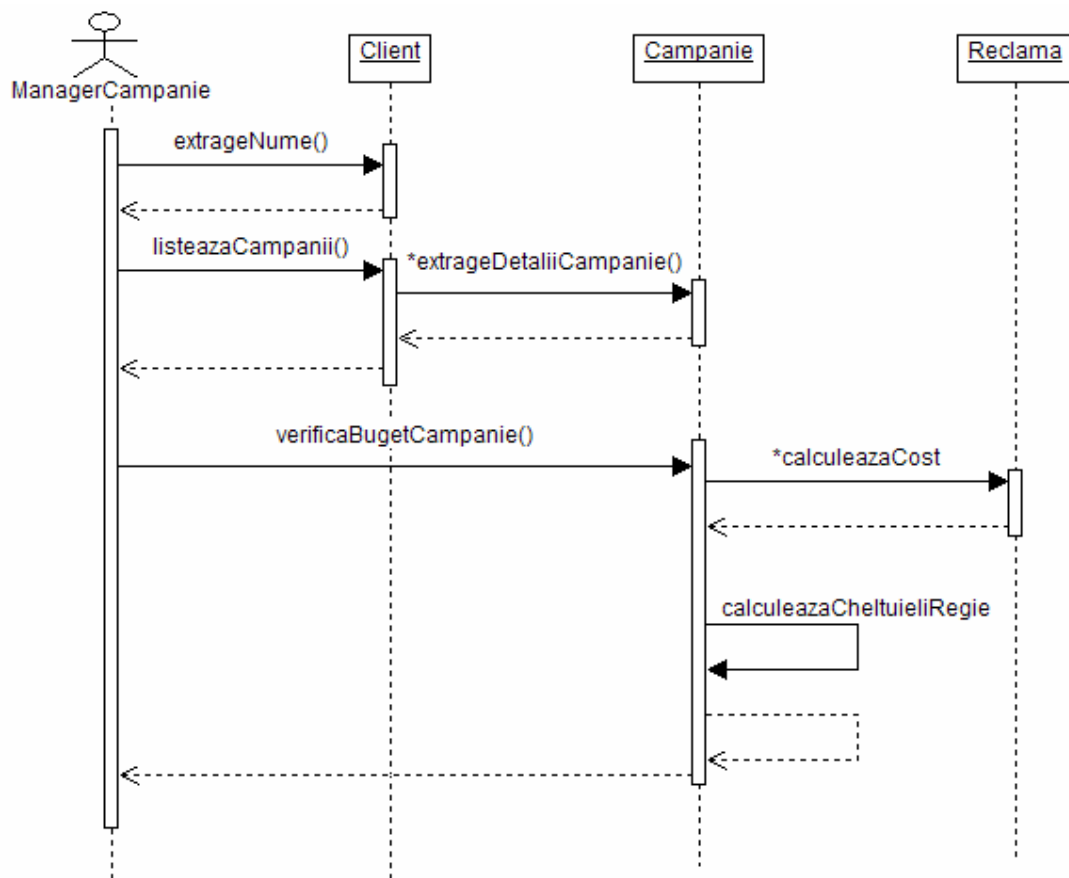 Client
Campanie
Reclama
ManagerCampanie
extrageNume()
listeazaCampanii()
*extrageDetaliiCampanie()
verificaBugetCampanie()
*calculeazaCost
calculeazaCheltuieliRegie